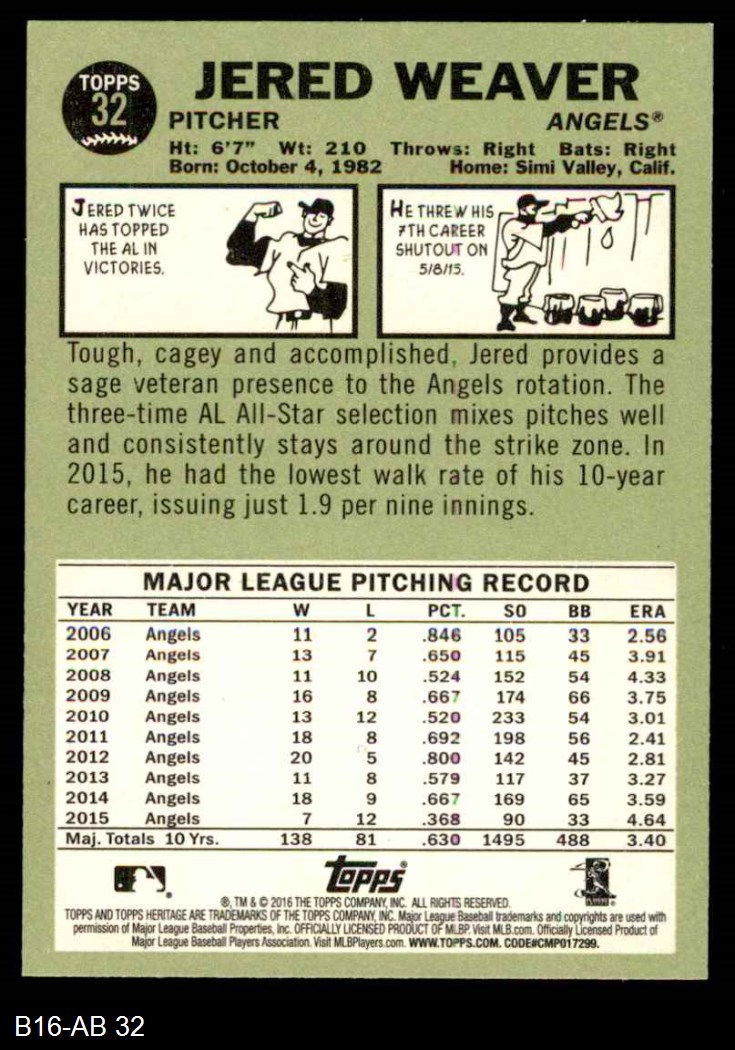 TOPPS
32
JERED WEAVER
PITCHER ANGELS®
Ht: 6'7" Wt: 210 Throws: Right Bats: Right
Born: October 4, 1982 Home: Simi Valley, Calif.
JERED TWICE
HAS TOPPED
THE AL IN
VICTORIES.
HE THREW HIS
7TH CAREER
SHUTOUT ON
5/8/15.
Tough, cagey and accomplished, Jered provides a
sage veteran presence to the Angels rotation. The
three-time AL All-Star selection mixes pitches well
and consistently stays around the strike zone. In
2015, he had the lowest walk rate of his 10-year
career, issuing just 1.9 per nine innings.
MAJOR LEAGUE PITCHING RECORD
YEAR TEAM W L PCT. SO BB ERA
2006 Angels 11 2 .846 105 33 2.56
2007 Angels 13 7 .650 115 45 3.91
2008 Angels 11 10 .524 152 54 4.33
2009 Angels 16 8 .667 174 66 3.75
2010 Angels 13 12 .520 233 54 3.01
2011 Angels 18 8 .692 198 56 2.41
2012 Angels 20 5 .800 142 45 2.81
2013 Angels 11 8 .579 117 37 3.27
2014 Angels 18 9 .667 169 65 3.59
2015 Angels 7 12 .368 90 33 4.64
Maj. Totals 10 Yrs. 138 81 .630 1495 488 3.40
Topps®
®, TM & © 2016 THE TOPPS COMPANY, INC. ALL RIGHTS RESERVED.
TOPPS AND TOPPS HERITAGE ARE TRADEMARKS OF THE TOPPS COMPANY, INC. Major League Baseball trademarks and copyrights are used with
permission of Major League Baseball Properties, Inc. OFFICIALLY LICENSED PRODUCT OF MLBP. Visit MLB.com. Officially Licensed Product of
Major League Baseball Players Association. Visit MLBPlayers.com. WWW.TOPPS.COM. CODE#CMP017299.
B16-AB 32